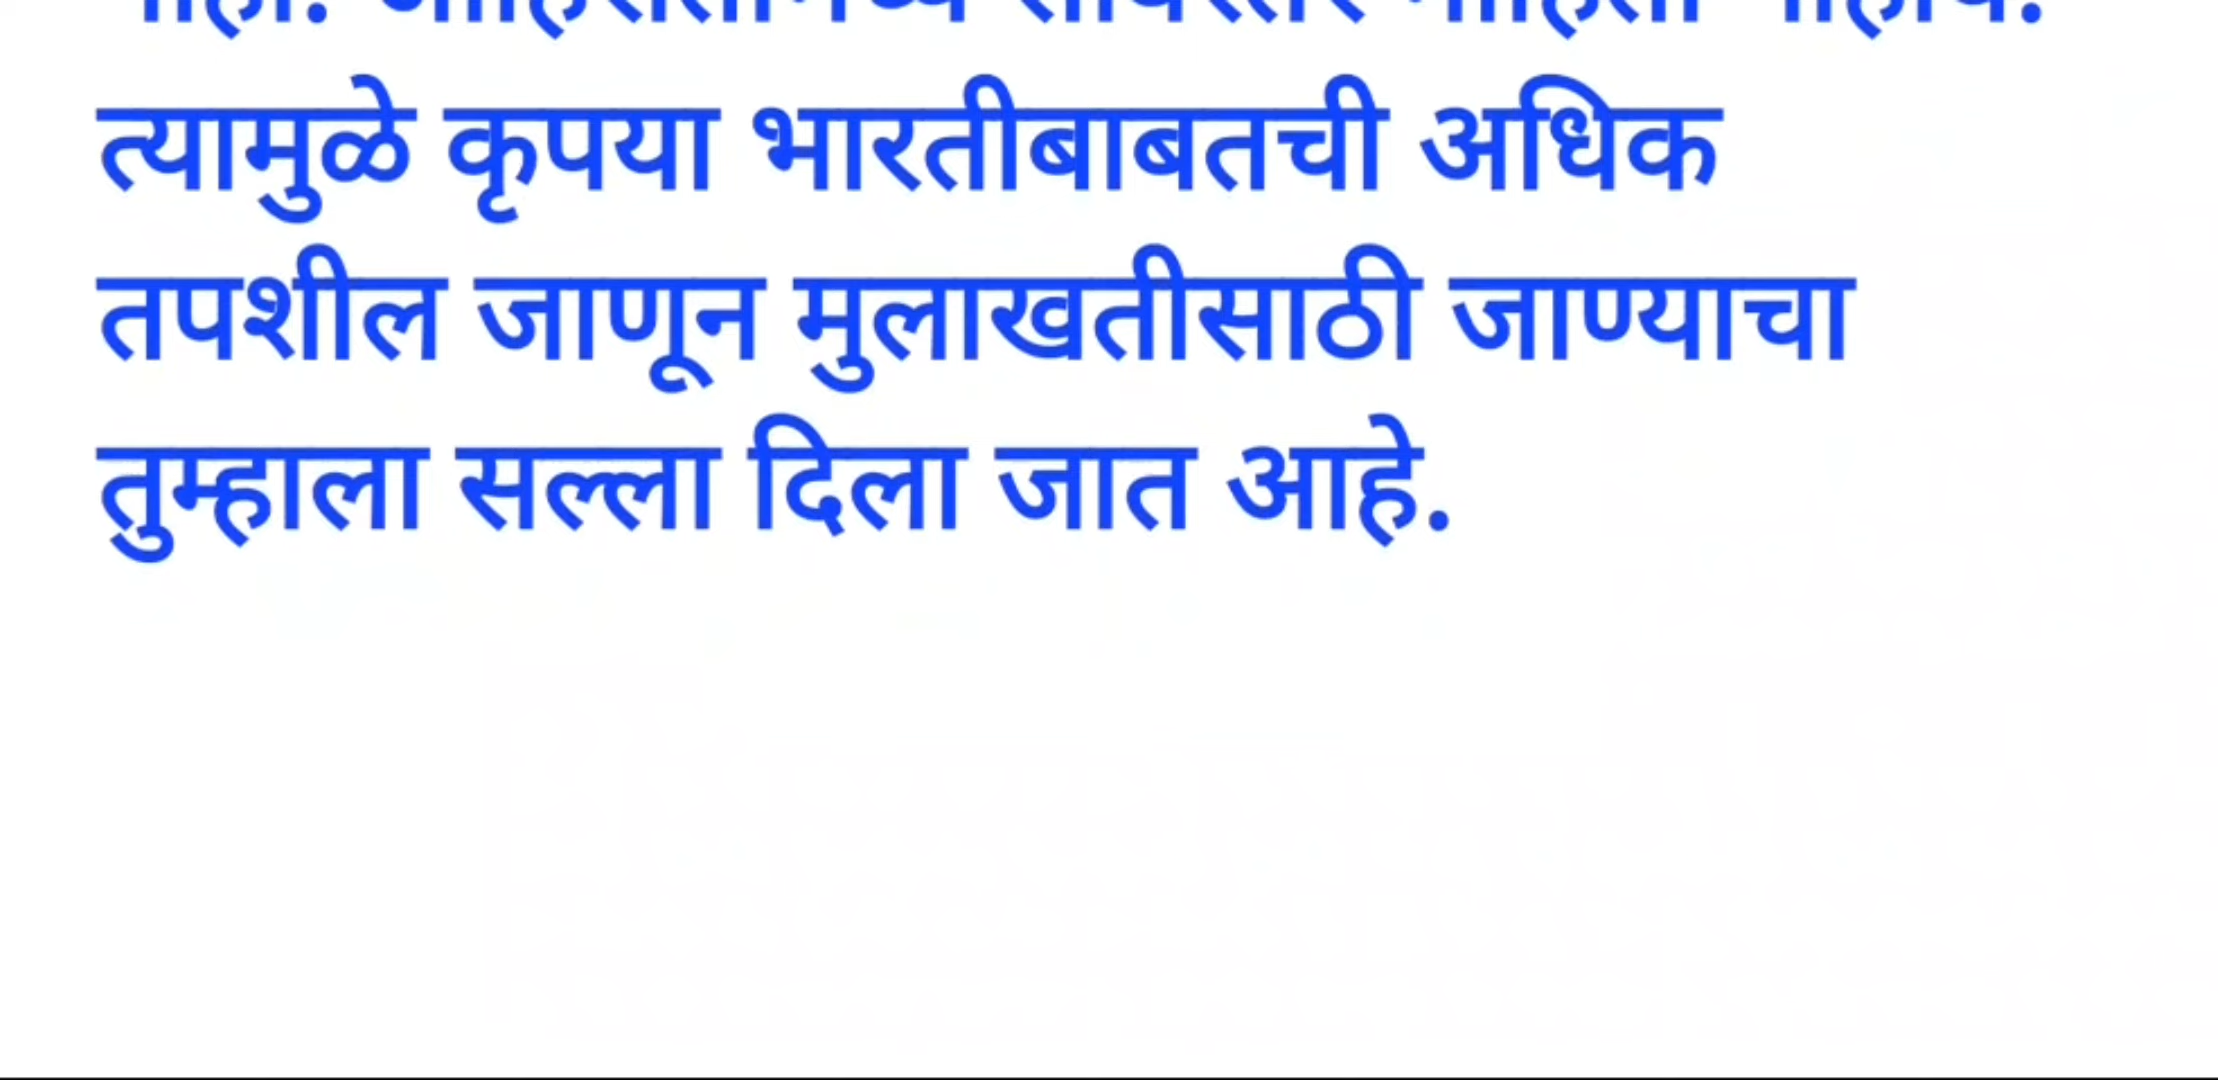 त्यामुळे कृपया भारतीबाबतची अधिक
तपशील जाणून मुलाखतीसाठी जाण्याचा
तुम्हाला सल्ला दिला जात आहे.